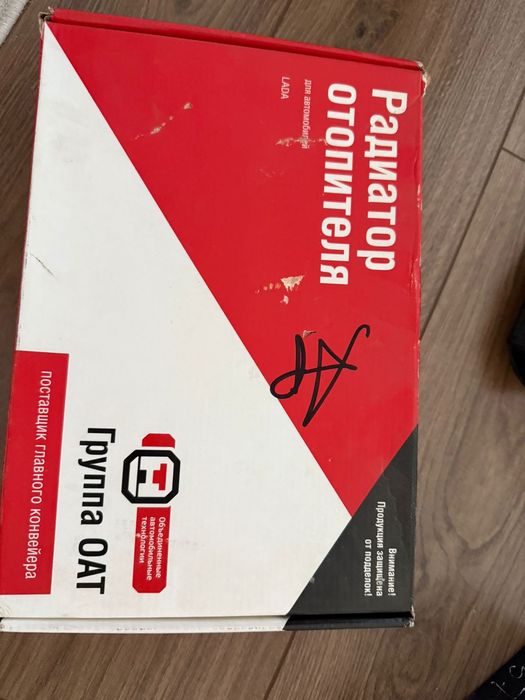 Радиатор
отопителя
для автомобилей
LADA
Внимание!
Продукция защищена
от подделок!
Объединенные
автомобильные
технологии
Группа ОАТ
поставщик главного конвейера